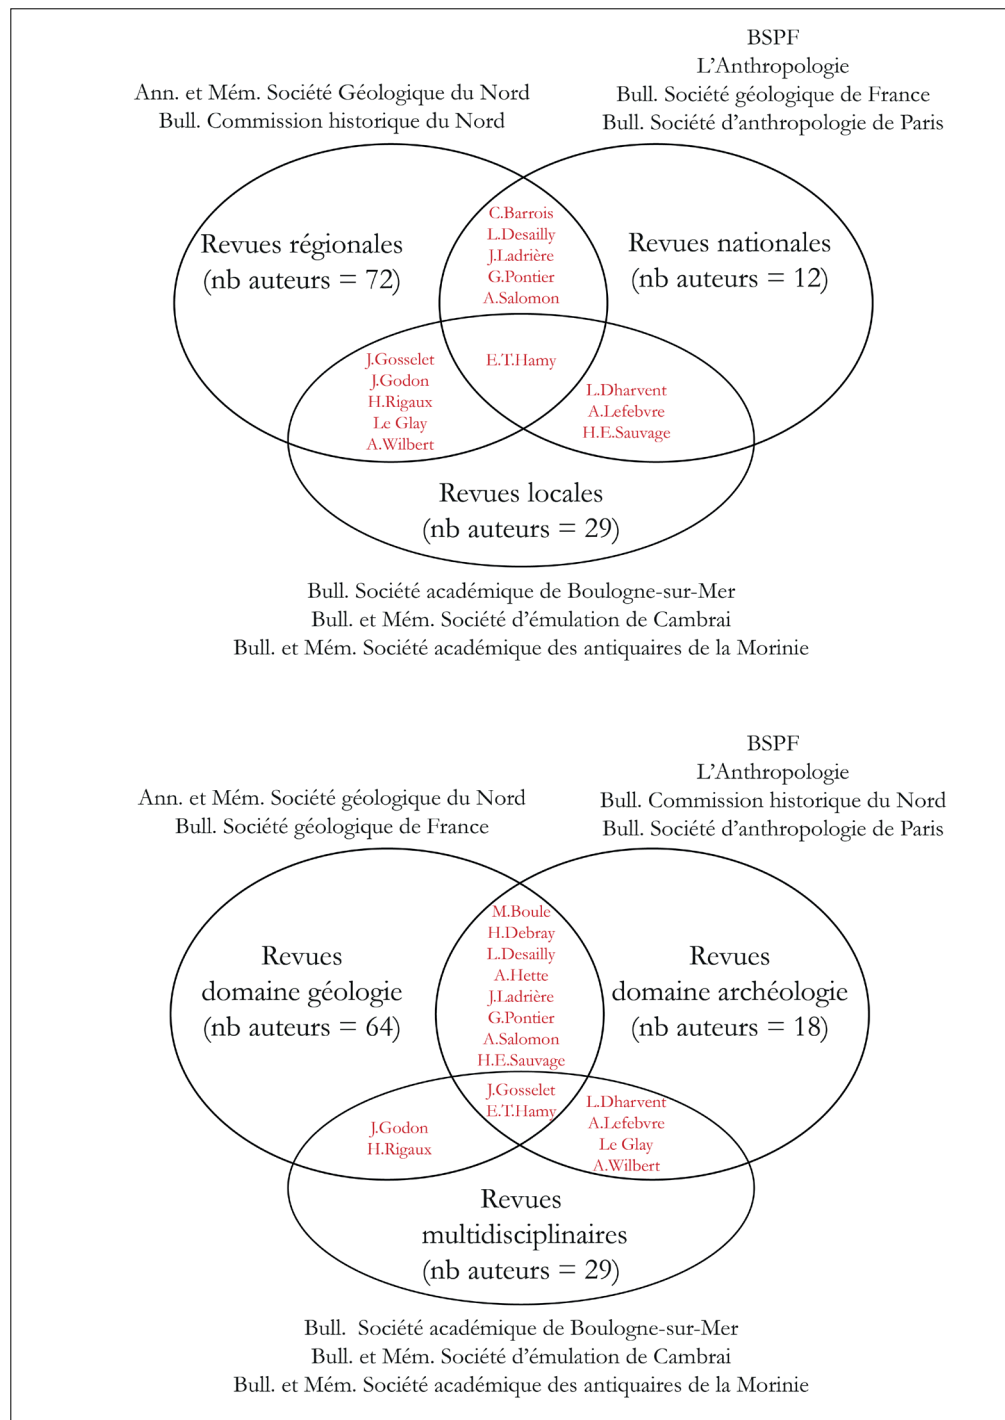 BSPF
L'Anthropologie
Bull. Société géologique de France
Bull. Société d'anthropologie de Paris
Ann. et Mém. Société Géologique du Nord
Bull. Commission historique du Nord
Revues régionales
(nb auteurs = 72)
C.Barrois
L.Desailly
J.Ladrière
G.Pontier
A.Salomon
Revues nationales
(nb auteurs = 12)
J.Gosselet
J.Godon
H.Rigaux
Le Glay
A.Wilbert
E.T.Hamy
L.Dharvent
A.Lefebvre
H.E.Sauvage
Revues locales
(nb auteurs = 29)
Bull. Société académique de Boulogne-sur-Mer
Bull. et Mém. Société d'émulation de Cambrai
Bull. et Mém. Société académique des antiquaires de la Morinie
BSPF
L'Anthropologie
Bull. Commission historique du Nord
Bull. Société d'anthropologie de Paris
Ann. et Mém. Société géologique du Nord
Bull. Société géologique de France
Revues
domaine géologie
(nb auteurs = 64)
M.Boule
H.Debray
L.Desailly
A.Hette
J.Ladrière
G.Pontier
A.Salomon
H.E.Sauvage
Revues
domaine archéologie
(nb auteurs = 18)
J.Gosselet
E.T.Hamy
J.Godon
H.Rigaux
L.Dharvent
A.Lefebvre
Le Glay
A.Wilbert
Revues
multidisciplinaires
(nb auteurs = 29)
Bull. Société académique de Boulogne-sur-Mer
Bull. et Mém. Société d'émulation de Cambrai
Bull. et Mém. Société académique des antiquaires de la Morinie